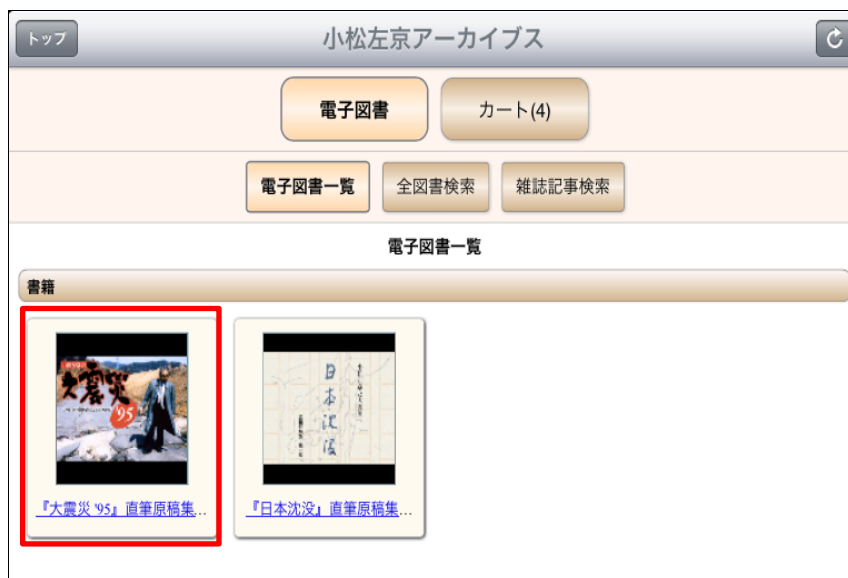 トップ
小松左京アーカイブス
電子図書
カート(4)
電子図書一覧
全図書検索
雑誌記事検索
電子図書一覧
書籍
大震災
'95
日本沈没
『大震災 '95』直筆原稿集...
『日本沈没』直筆原稿集...